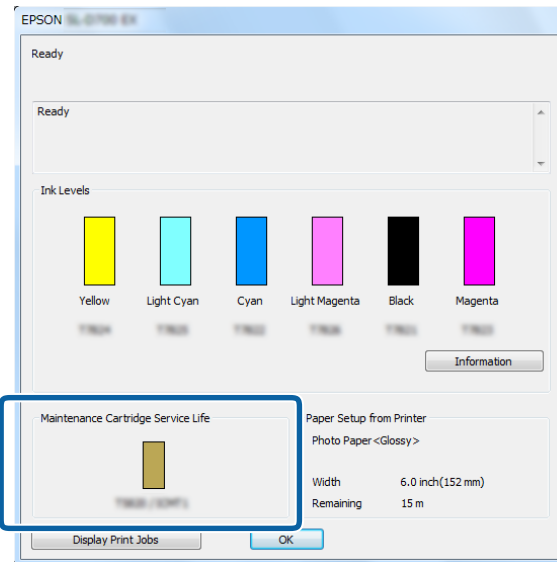 EPSON
Ready
Ready
Ink Levels
Yellow Light Cyan Cyan Light Magenta Black Magenta
Information
Maintenance Cartridge Service Life
Paper Setup from Printer
Photo Paper<Glossy>
Width 6.0 inch(152 mm)
Remaining 15 m
Display Print Jobs OK